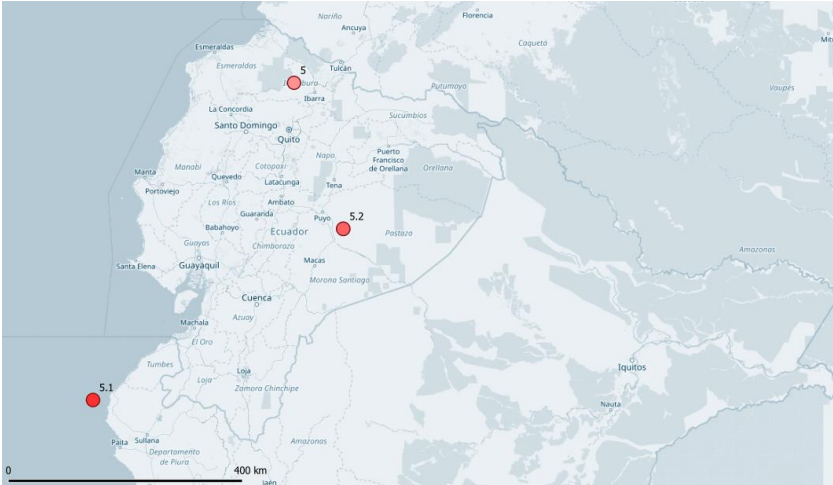 Nariño
Florencia
Ancuya
Esmeraldas
Caquetá
Esmeraldas
Tulcán
5
Ibarra
Putumayo
Vaupes
La Concordia
Sucumbios
Santo Domingo
Quito
Puerto
Francisco
de Orellana
Napo
Manabí
Cotopaxi
Orellana
Manta
Quevedo
Latacunga
Tena
Portoviejo
Los Rios
Ambato
Guaranda
Puyo
5.2
Babahoyo
Ecuador
Pastaza
Guayas
Chimborazo
Amazonas
Macas
Santa Elena
Guayaquil
Morona Santiago
Cuenca
Azuay
Machala
El Oro
Tumbes
Iquitos
Loja
Loja
5.1
Zamora Chinchipe
Nauta
Paita
Sullana
Amazonas
Departamento
de Piura
0
400 km
Jaén